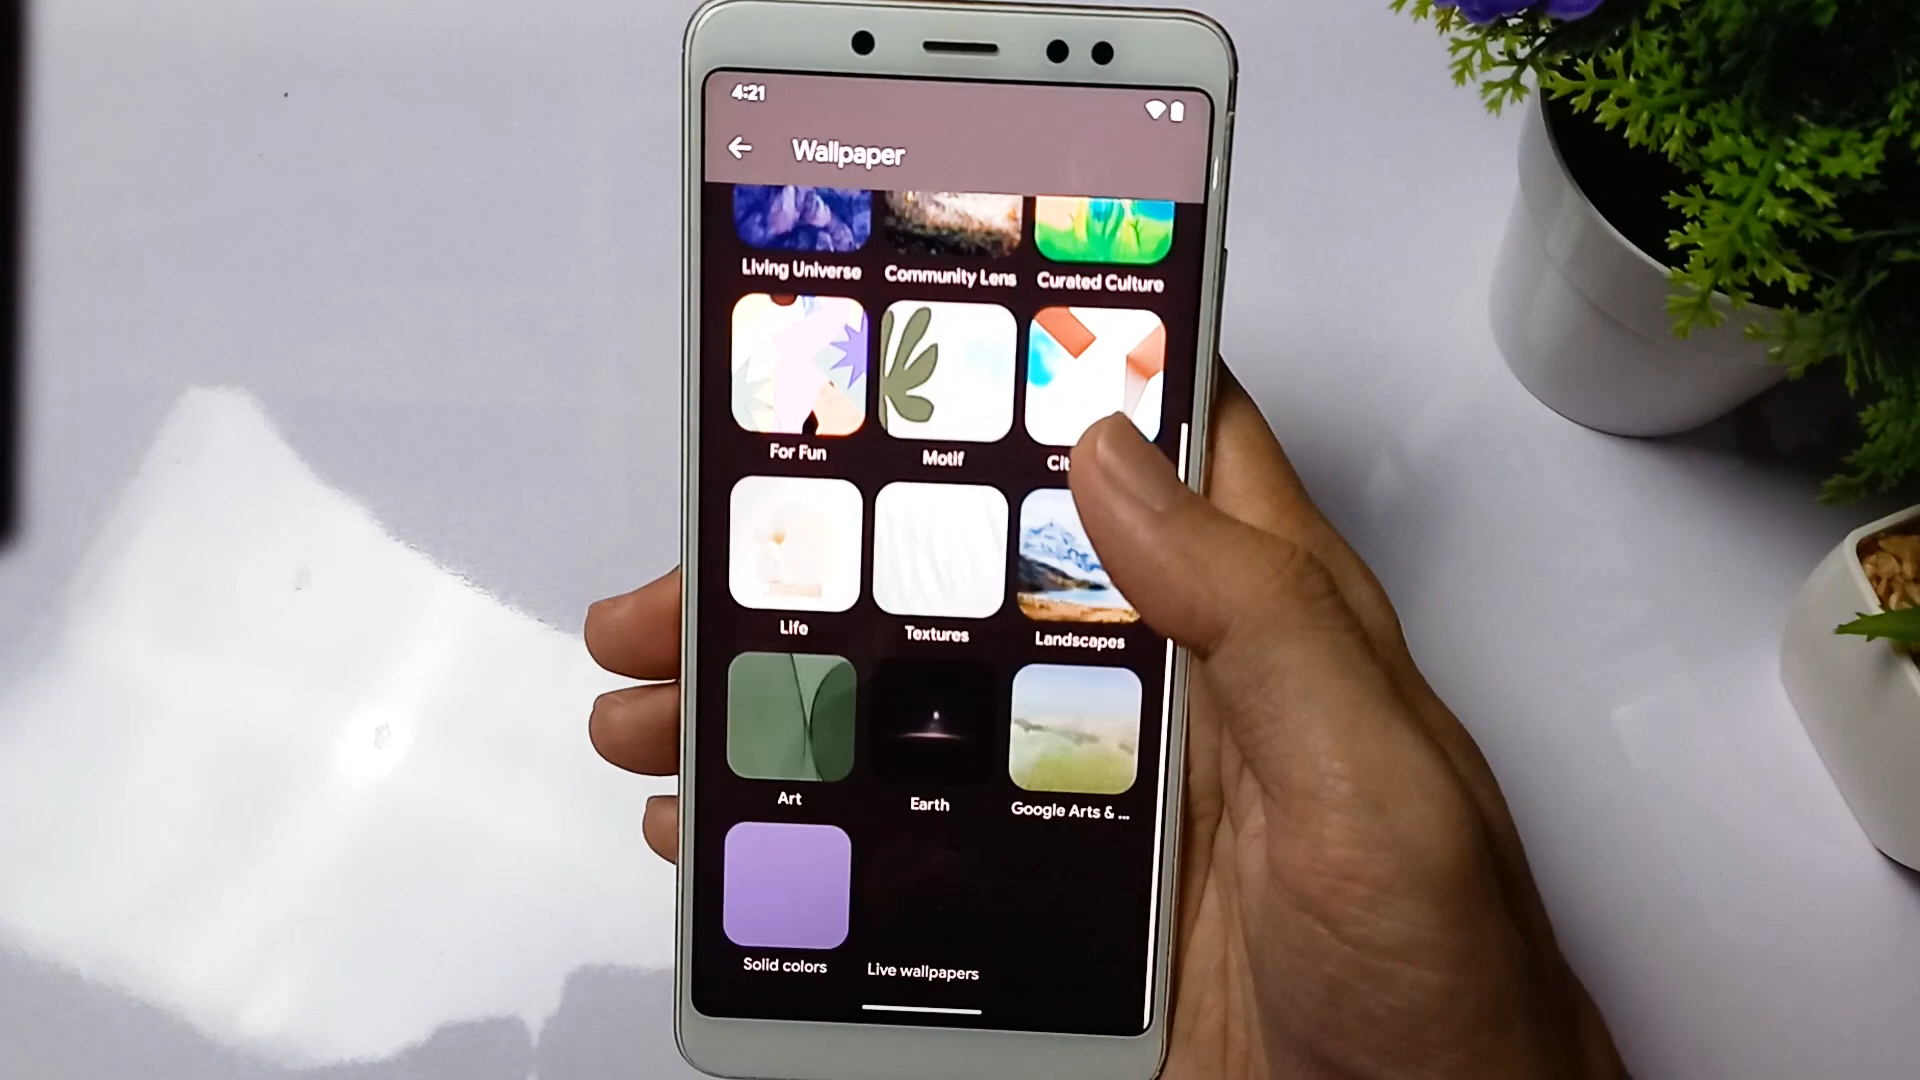 4:21
Wallpaper
Living Universe
Community Lens
Curated Culture
For Fun
Motif
Life
Textures
Landscapes
Art
Earth
Google Arts & ...
Solid colors
Live wallpapers